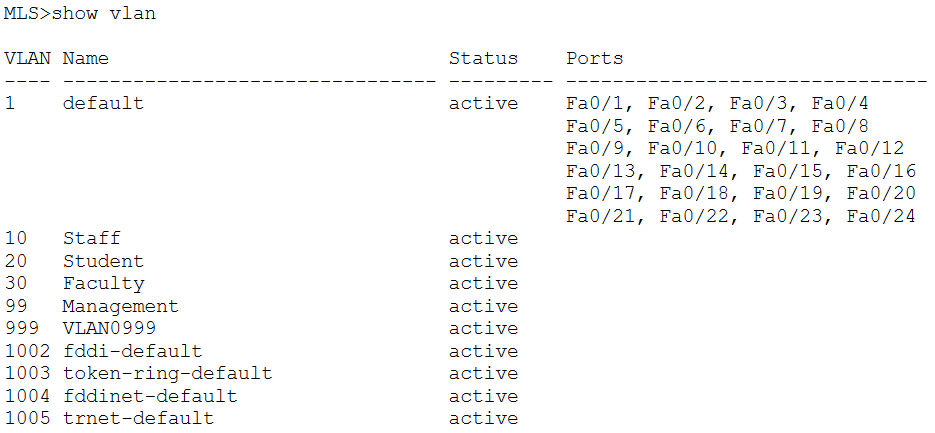 MLS>show vlan
VLAN Name                             Status    Ports
---- -------------------------------- --------- -------------------------------
1    default                          active    Fa0/1, Fa0/2, Fa0/3, Fa0/4
                                                Fa0/5, Fa0/6, Fa0/7, Fa0/8
                                                Fa0/9, Fa0/10, Fa0/11, Fa0/12
                                                Fa0/13, Fa0/14, Fa0/15, Fa0/16
                                                Fa0/17, Fa0/18, Fa0/19, Fa0/20
                                                Fa0/21, Fa0/22, Fa0/23, Fa0/24
10   Staff                            active
20   Student                          active
30   Faculty                          active
99   Management                       active
999  VLAN0999                         active
1002 fddi-default                     active
1003 token-ring-default               active
1004 fddinet-default                  active
1005 trnet-default                    active